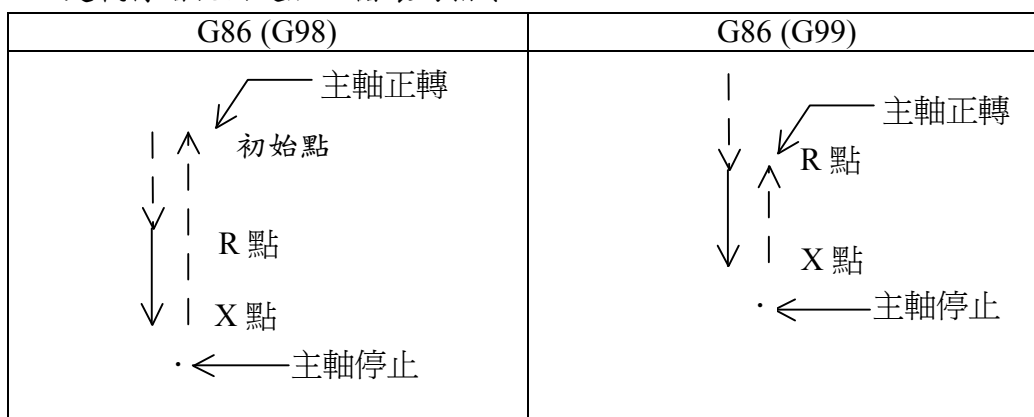 G86 (G98)
G86 (G99)
主軸正轉
初始點
R 點
X 點
主軸停止
主軸正轉
R 點
X 點
主軸停止